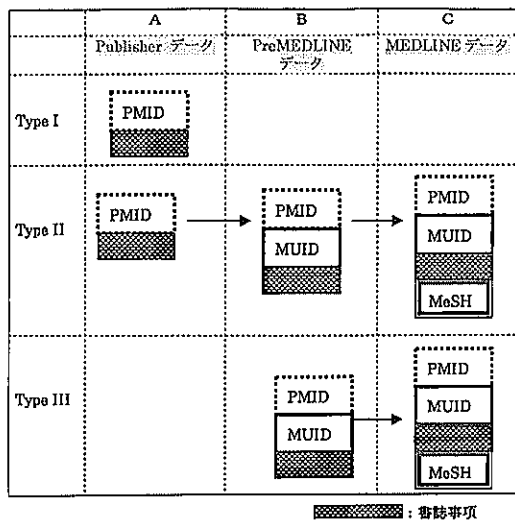 A
B
C
Publisher データ
PreMEDLINE
データ
MEDLINE データ
Type I
PMID
Type II
PMID
PMID
MUID
PMID
MUID
MeSH
Type III
PMID
MUID
PMID
MUID
MeSH
：書誌事項